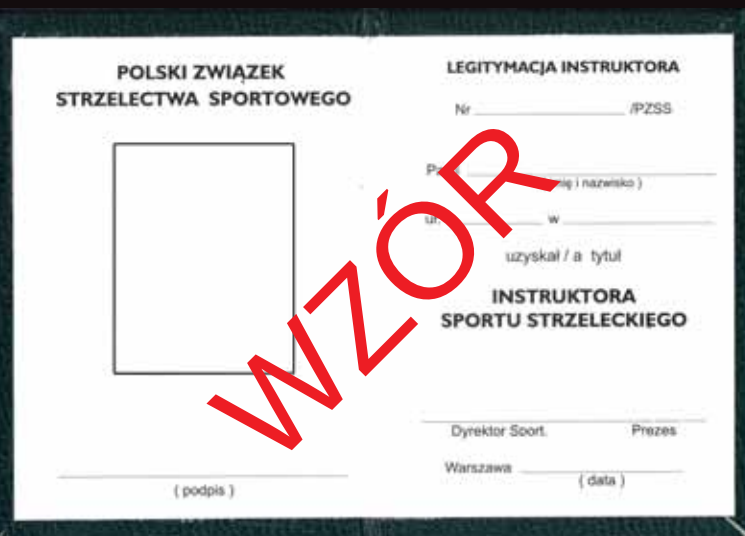 POLSKI ZWIĄZEK
STRZELECTWA SPORTOWEGO
( podpis )
LEGITYMACJA INSTRUKTORA
Nr /PZSS
i nazwisko )
ur. w
uzyskał / a tytuł
INSTRUKTORA
SPORTU STRZELECKIEGO
Dyrektor Sport. Prezes
Warszawa
( data )
WZÓR